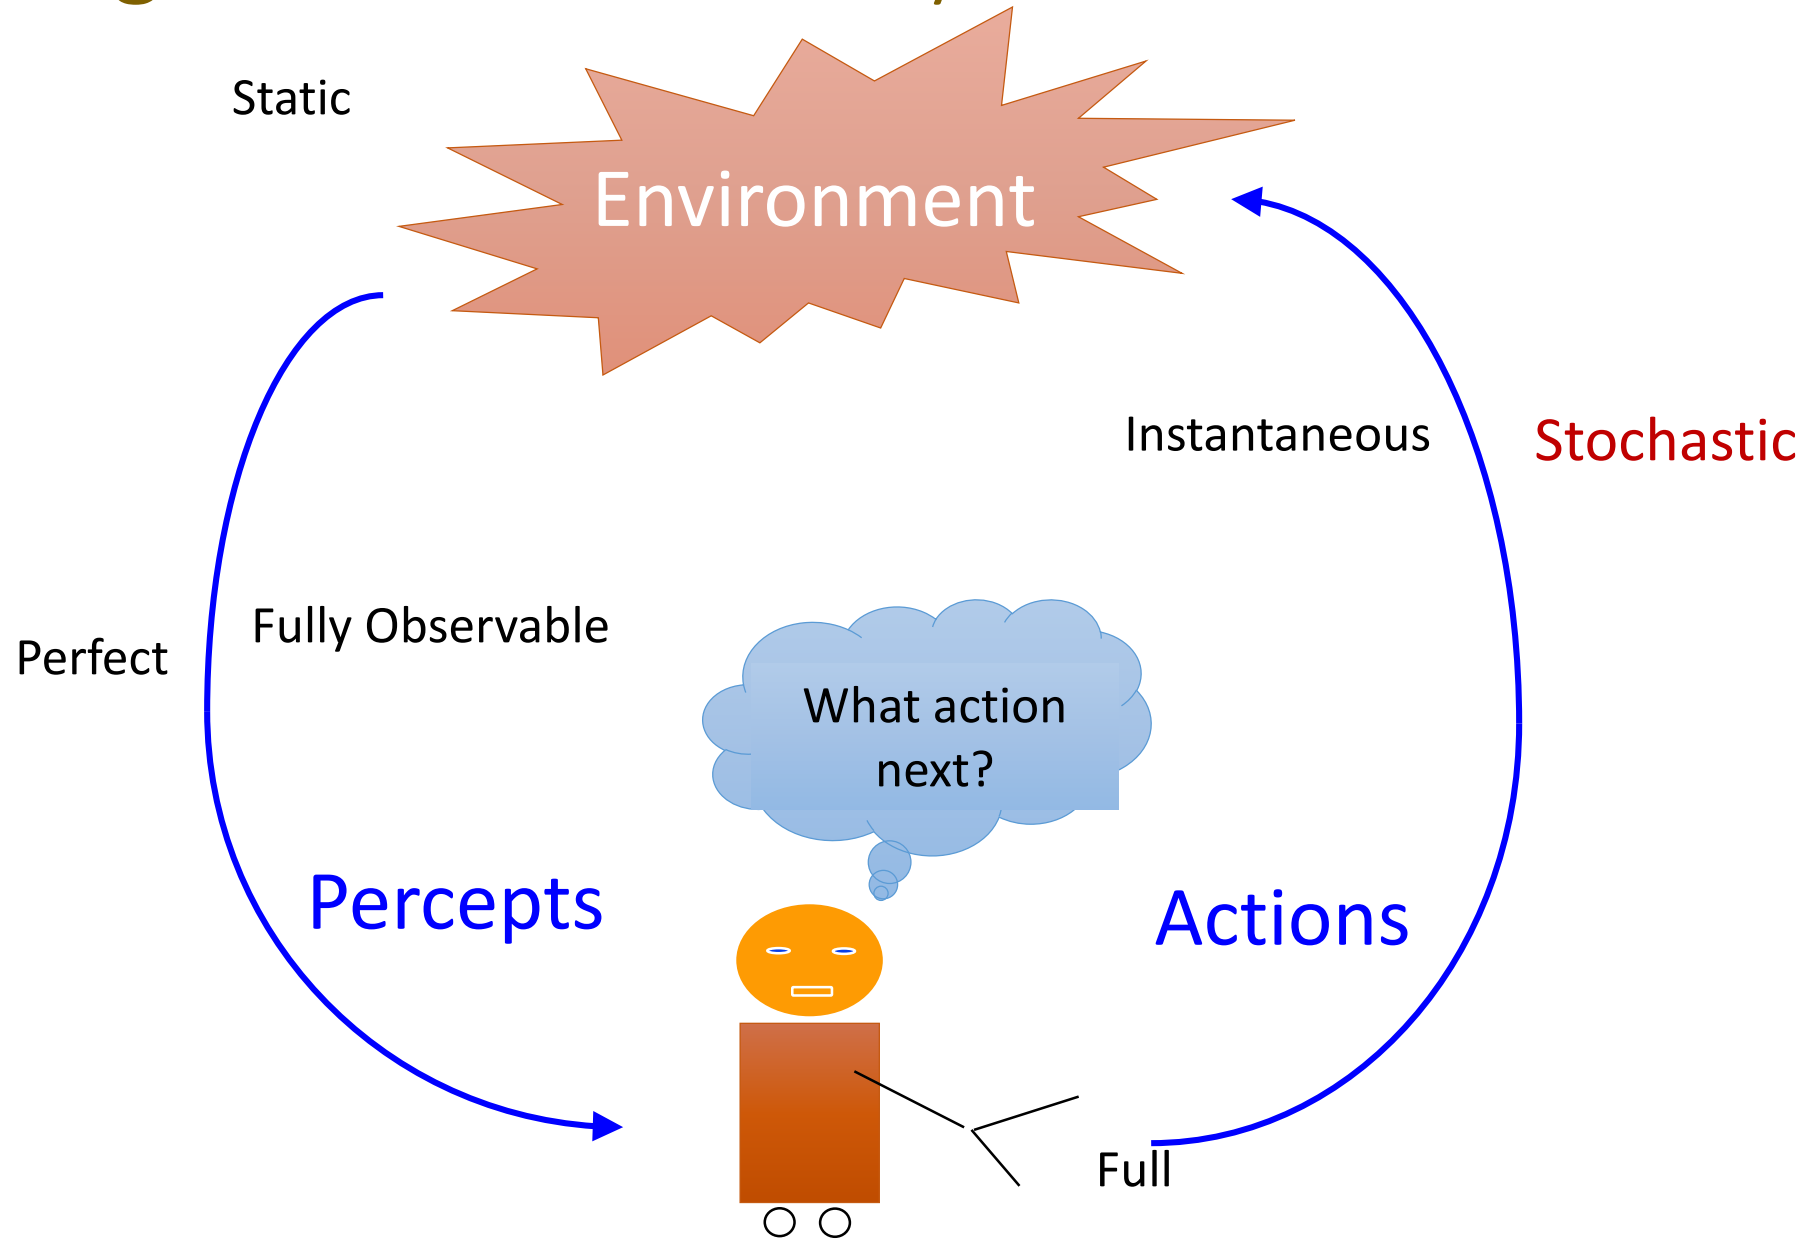 Static
Environment
Instantaneous
Stochastic
Fully Observable
Perfect
What action
next?
Percepts
Actions
Full